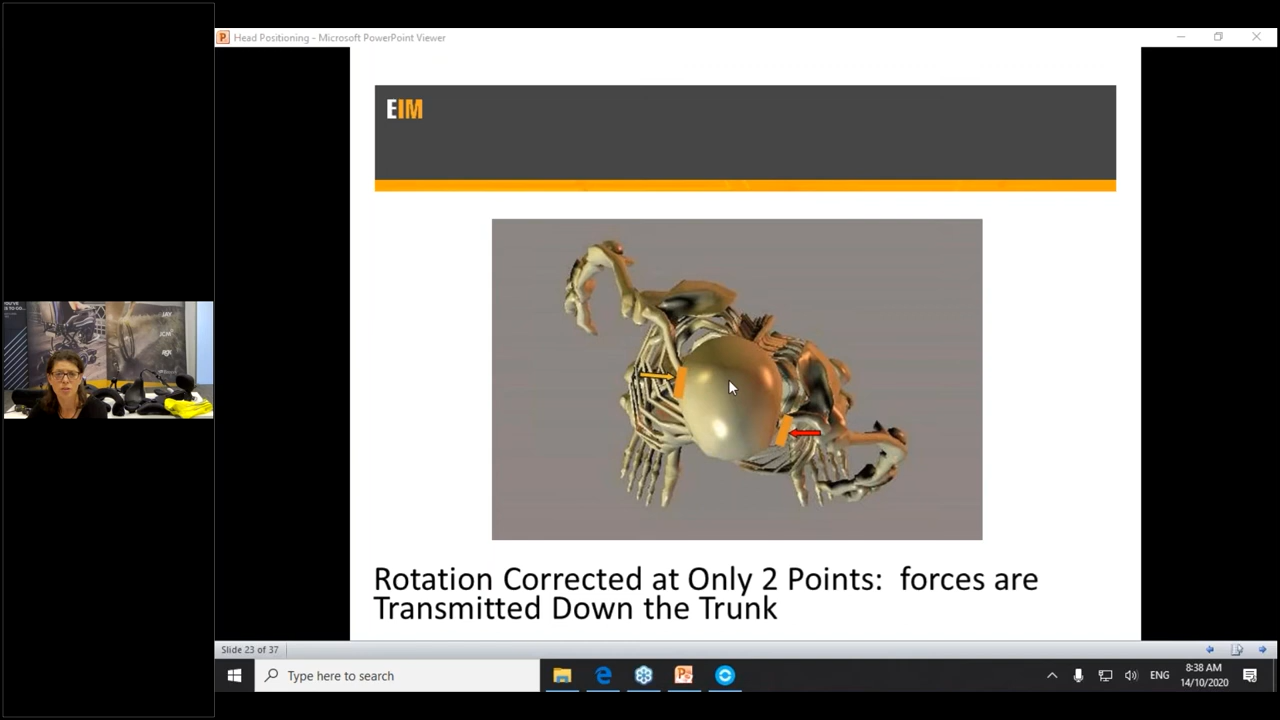 Head Positioning - Microsoft PowerPoint Viewer
EIM
JAY
Rotation Corrected at Only 2 Points:  forces are
Transmitted Down the Trunk
Slide 23 of 37
Type here to search
ENG
8:38 AM
14/10/2020